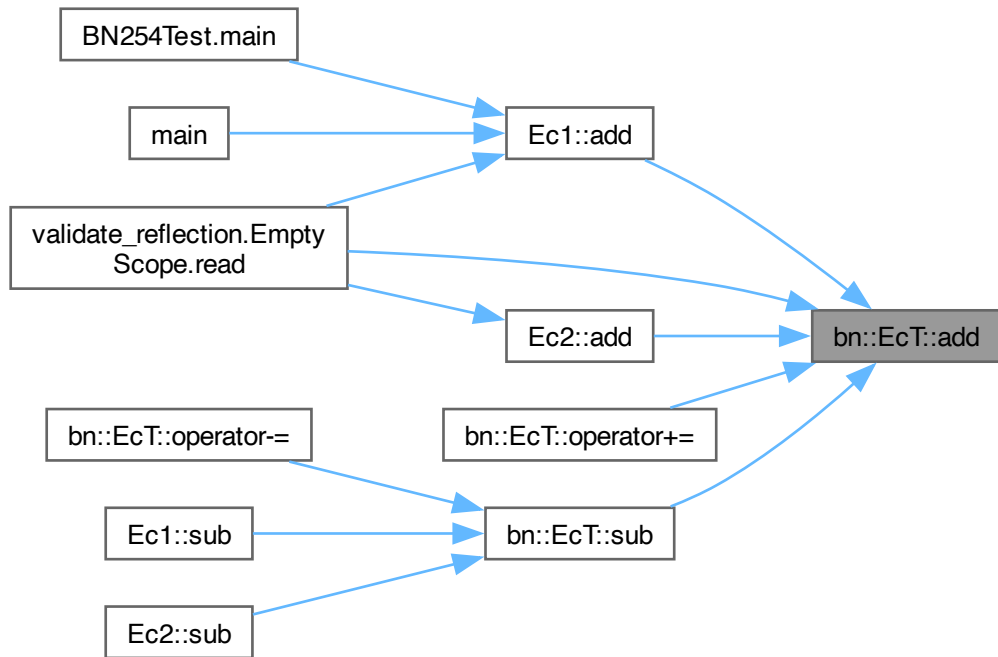 BN254Test.main
main
Ec1::add
validate_reflection.Empty
Scope.read
Ec2::add
bn::EcT::add
bn::EcT::operator-=
bn::EcT::operator+=
Ec1::sub
bn::EcT::sub
Ec2::sub